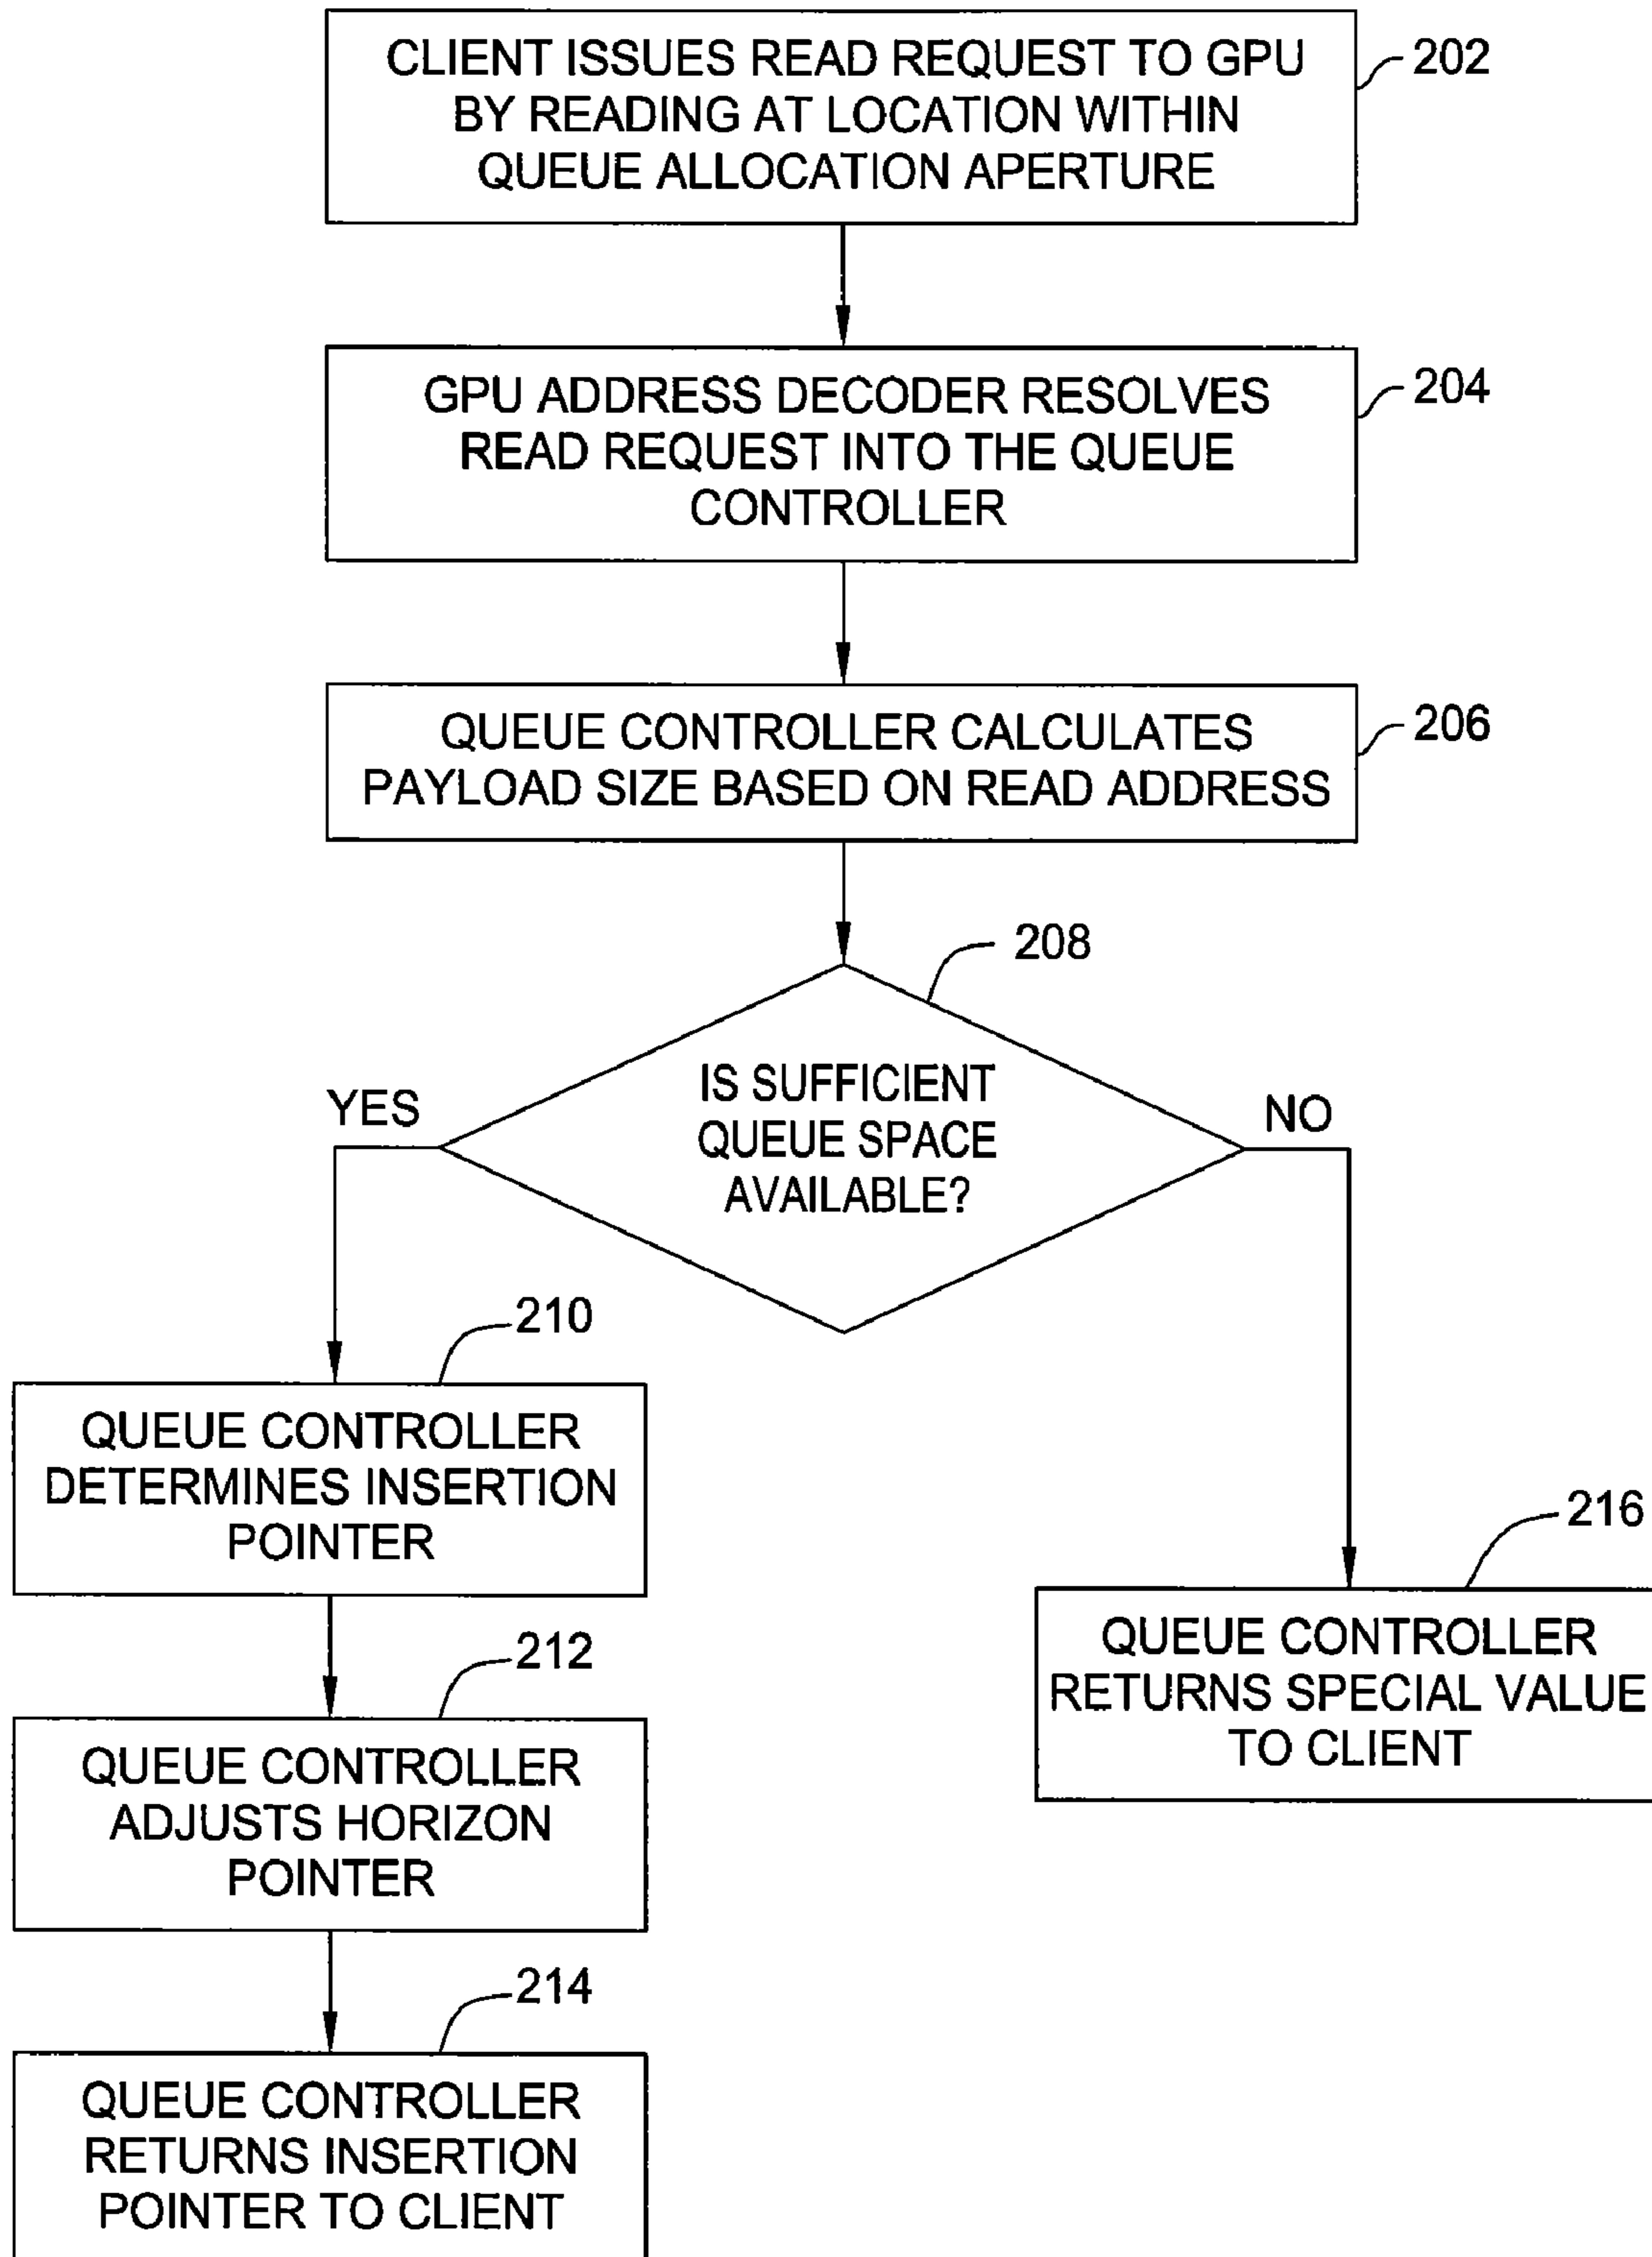 CLIENT ISSUES READ REQUEST TO GPU
BY READING AT LOCATION WITHIN
QUEUE ALLOCATION APERTURE
202
GPU ADDRESS DECODER RESOLVES
READ REQUEST INTO THE QUEUE
CONTROLLER
204
QUEUE CONTROLLER CALCULATES
PAYLOAD SIZE BASED ON READ ADDRESS
206
208
IS SUFFICIENT
QUEUE SPACE
AVAILABLE?
YES
NO
210
QUEUE CONTROLLER
DETERMINES INSERTION
POINTER
212
QUEUE CONTROLLER
ADJUSTS HORIZON
POINTER
214
QUEUE CONTROLLER
RETURNS INSERTION
POINTER TO CLIENT
216
QUEUE CONTROLLER
RETURNS SPECIAL VALUE
TO CLIENT